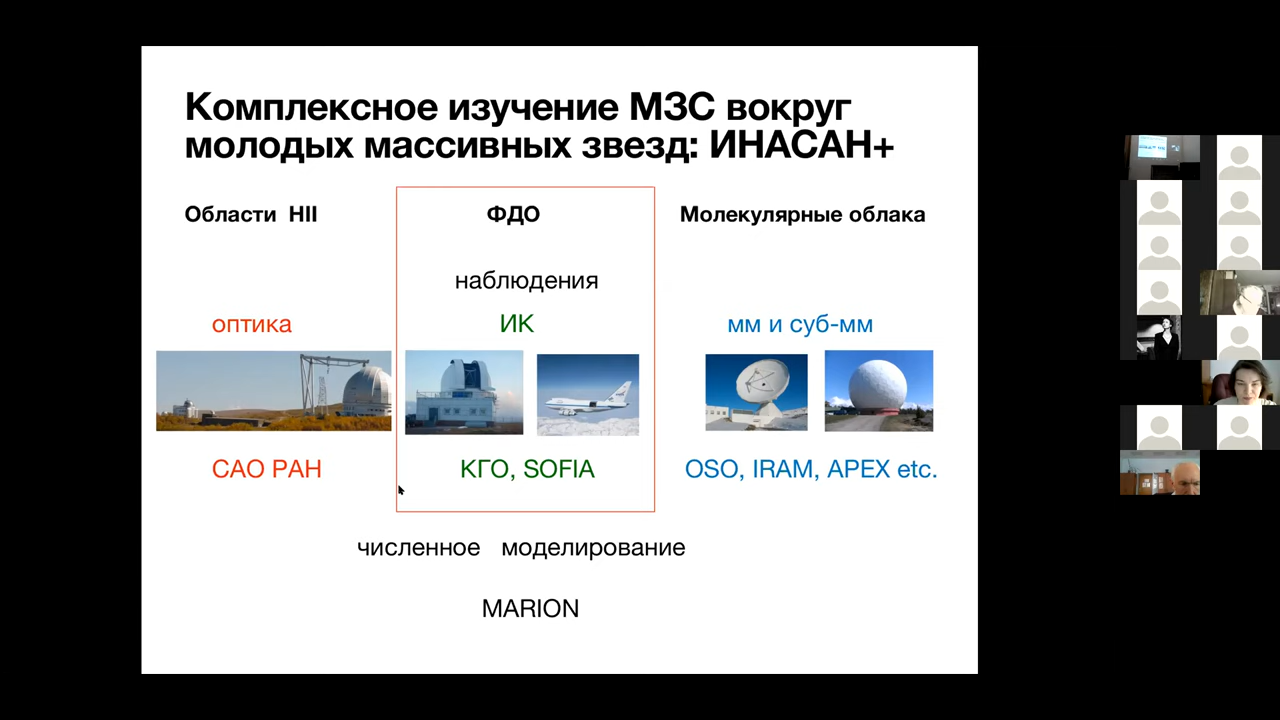 Комплексное изучение МЗС вокруг
молодых массивных звезд: ИНАСАН+
Области HII
ФДО
Молекулярные облака
наблюдения
оптика
ИК
мм и суб-мм
САО РАН
КГО, SOFIA
OSO, IRAM, APEX etc.
численное моделирование
MARION